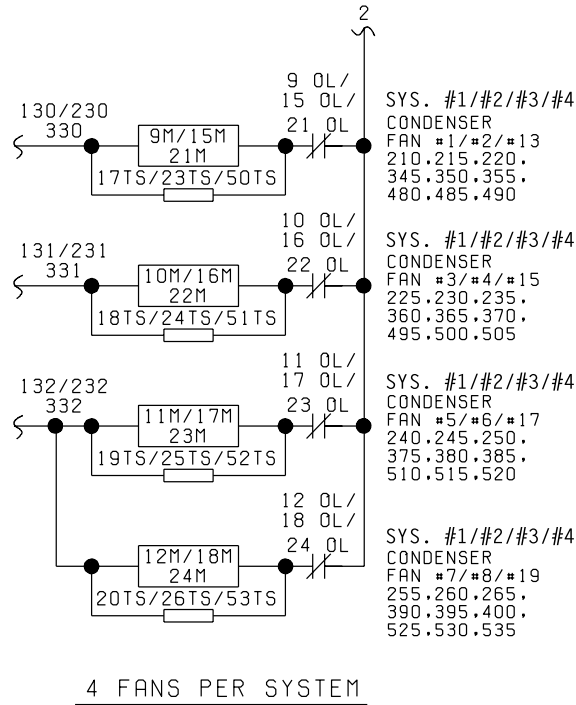 2
9 OL/
15 OL/
21 OL
130/230
330
9M/15M
21M
17TS/23TS/50TS
SYS. #1/#2/#3/#4
CONDENSER
FAN #1/#2/#13
210,215,220,
345,350,355,
480,485,490
10 OL/
16 OL/
22 OL
131/231
331
10M/16M
22M
18TS/24TS/51TS
SYS. #1/#2/#3/#4
CONDENSER
FAN #3/#4/#15
225,230,235,
360,365,370,
495,500,505
11 OL/
17 OL/
23 OL
132/232
332
11M/17M
23M
19TS/25TS/52TS
SYS. #1/#2/#3/#4
CONDENSER
FAN #5/#6/#17
240,245,250,
375,380,385,
510,515,520
12 OL/
18 OL/
24 OL
12M/18M
24M
20TS/26TS/53TS
SYS. #1/#2/#3/#4
CONDENSER
FAN #7/#8/#19
255,260,265,
390,395,400,
525,530,535
4 FANS PER SYSTEM